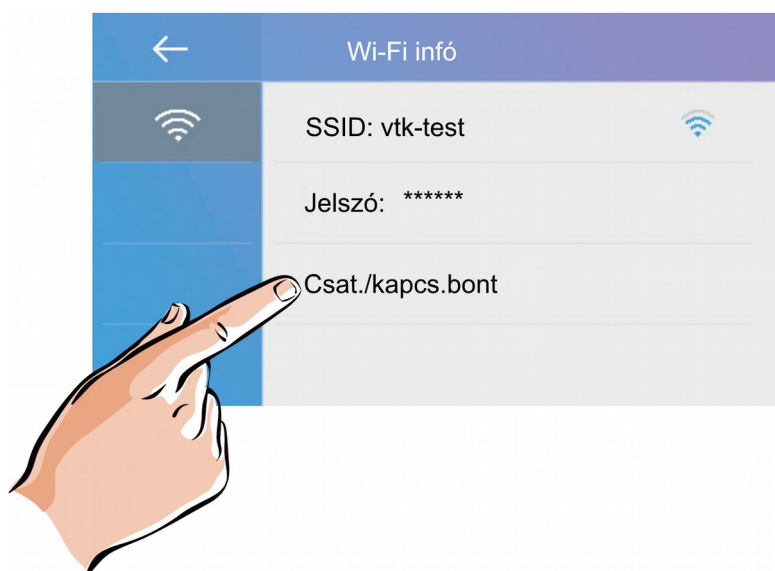 Wi-Fi infó
SSID: vtk-test
Jelszó: ******
Csat./kapcs.bont